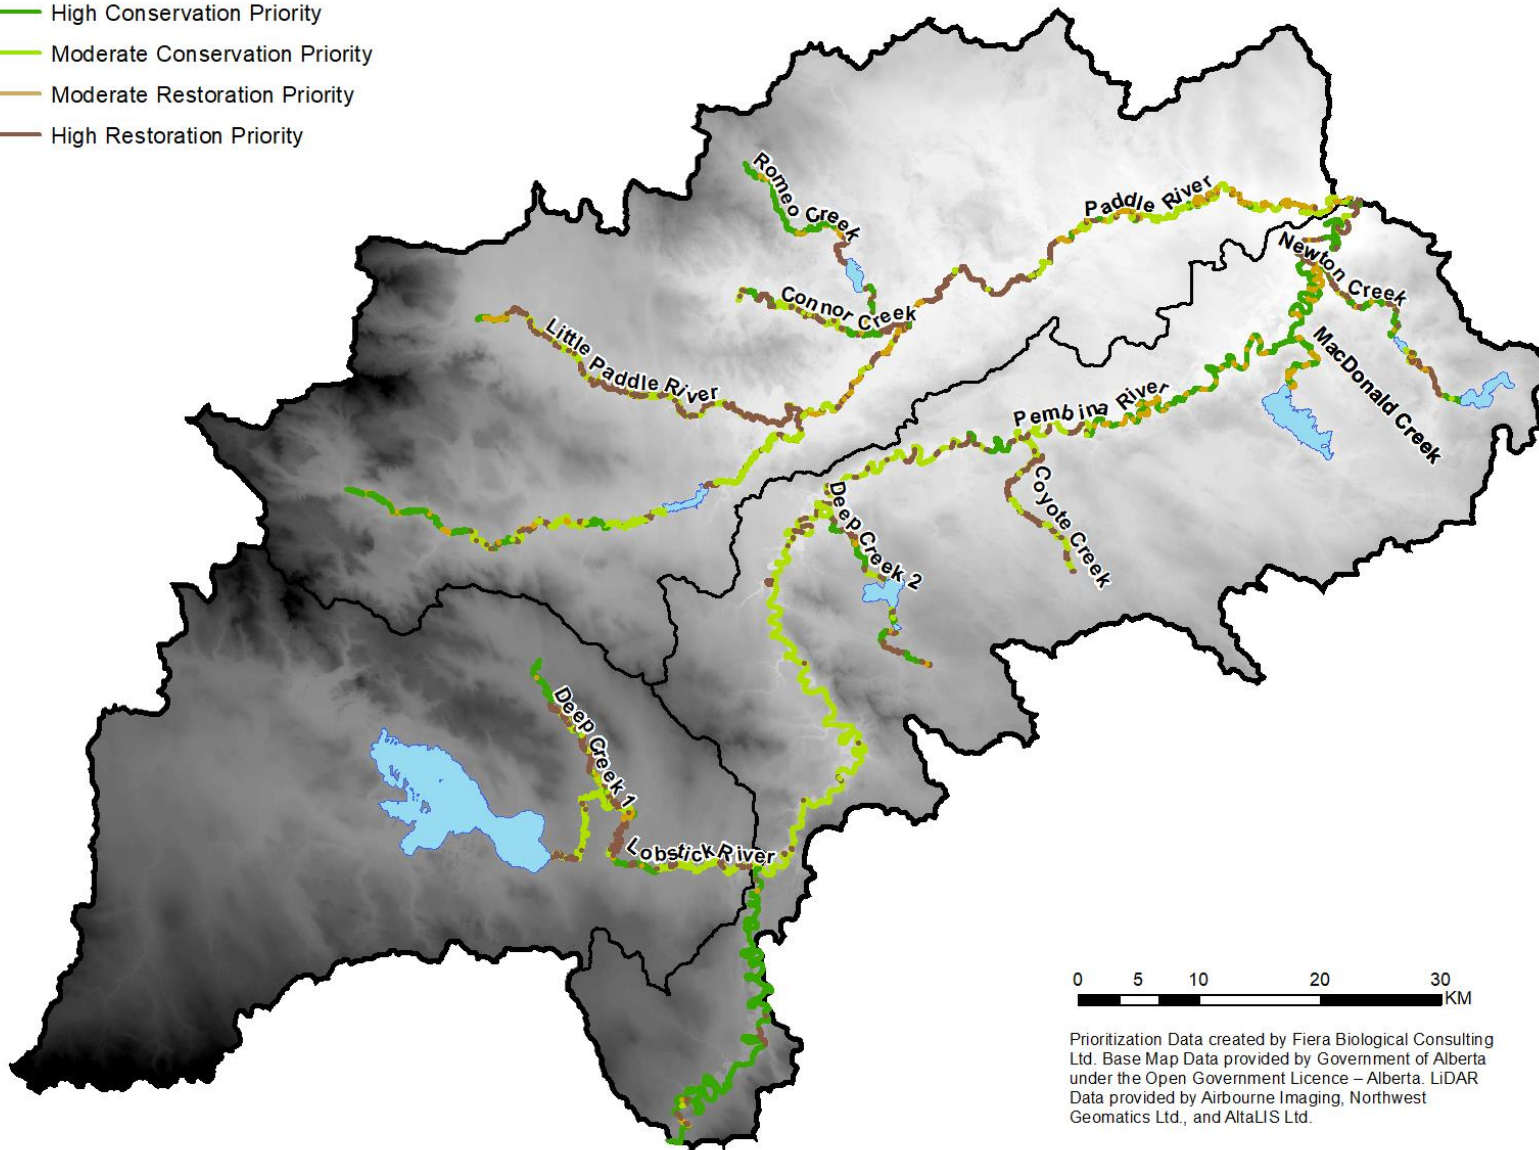 High Conservation Priority
Moderate Conservation Priority
Moderate Restoration Priority
High Restoration Priority
Romeo Creek
Paddle River
Newton Creek
Connor Creek
Little Paddle River
MacDonald Creek
Pembina River
Coyote Creek
Deep Creek 2
Deep Creek 1
Lobstick River
0 5 10 20 30
KM
Prioritization Data created by Fiera Biological Consulting
Ltd. Base Map Data provided by Government of Alberta
under the Open Government Licence – Alberta. LiDAR
Data provided by Airbourne Imaging, Northwest
Geomatics Ltd., and AltaLIS Ltd.